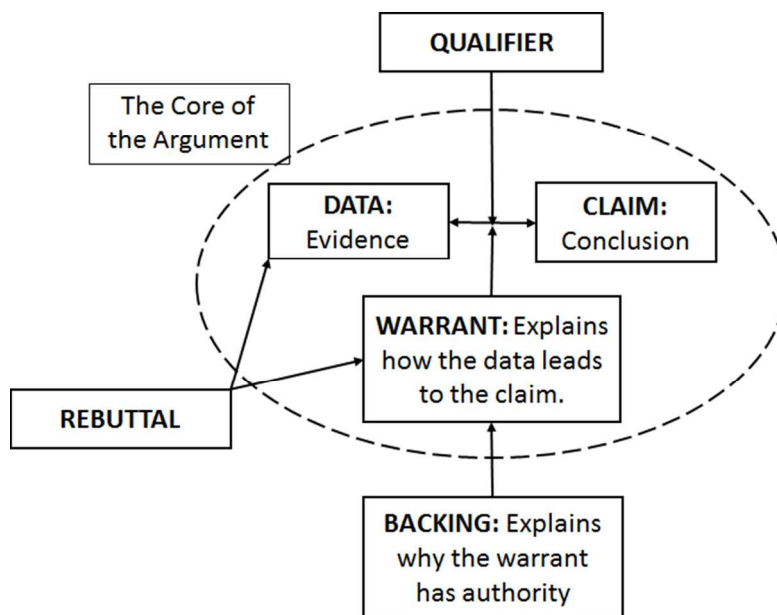 QUALIFIER
The Core of
the Argument
DATA:
Evidence
CLAIM:
Conclusion
WARRANT: Explains
how the data leads
to the claim.
REBUTTAL
BACKING: Explains
why the warrant
has authority